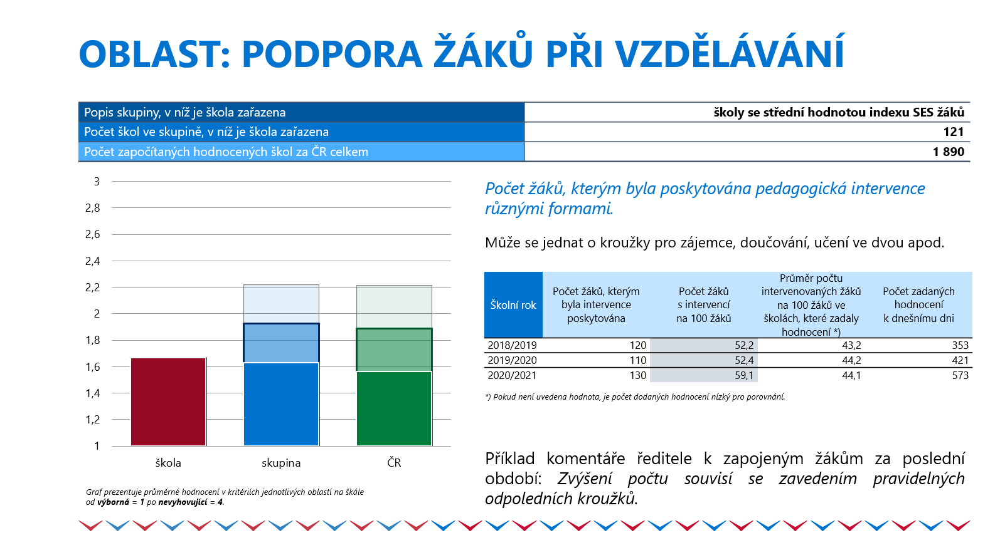 OBLAST: PODPORA ŽÁKŮ PŘI VZDĚLÁVÁNÍ
Popis skupiny, v níž je škola zařazena školy se střední hodnotou indexu SES žáků
Počet škol ve skupině, v níž je škola zařazena 121
Počet započítaných hodnocených škol za ČR celkem 1 890
3
2,8
2,6
2,4
2,2
2
1,8
1,6
1,4
1,2
1
škola skupina ČR
Graf prezentuje průměrné hodnocení v kritériích jednotlivých oblastí na škále
od výborná = 1 po nevyhovující = 4.
Počet žáků, kterým byla poskytována pedagogická intervence
různými formami.
Může se jednat o kroužky pro zájemce, doučování, učení ve dvou apod.
Školní rok
Počet žáků, kterým
byla intervence
poskytována
Počet žáků
s intervencí
na 100 žáků
Průměr počtu
intervenovaných žáků
na 100 žáků ve
školách, které zadaly
hodnocení *)
Počet zadaných
hodnocení
k dnešnímu dni
2018/2019 120 52,2 43,2 353
2019/2020 110 52,4 44,2 421
2020/2021 130 59,1 44,1 573
*) Pokud není uvedena hodnota, je počet dodaných hodnocení nízký pro porovnání.
Příklad komentáře ředitele k zapojeným žákům za poslední
období: Zvýšení počtu souvisí se zavedením pravidelných
odpoledních kroužků.